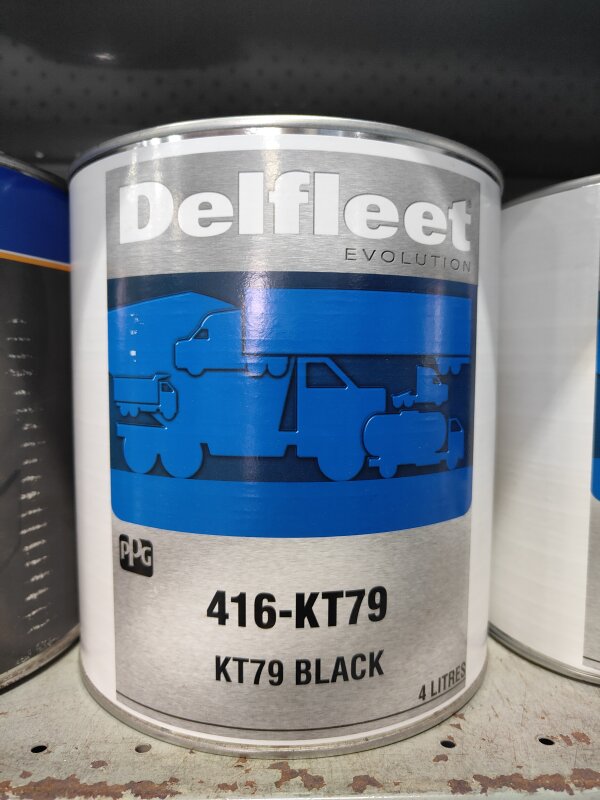 Delfleet
EVOLUTION
PPG
416-KT79
KT79 BLACK
4 LITRES